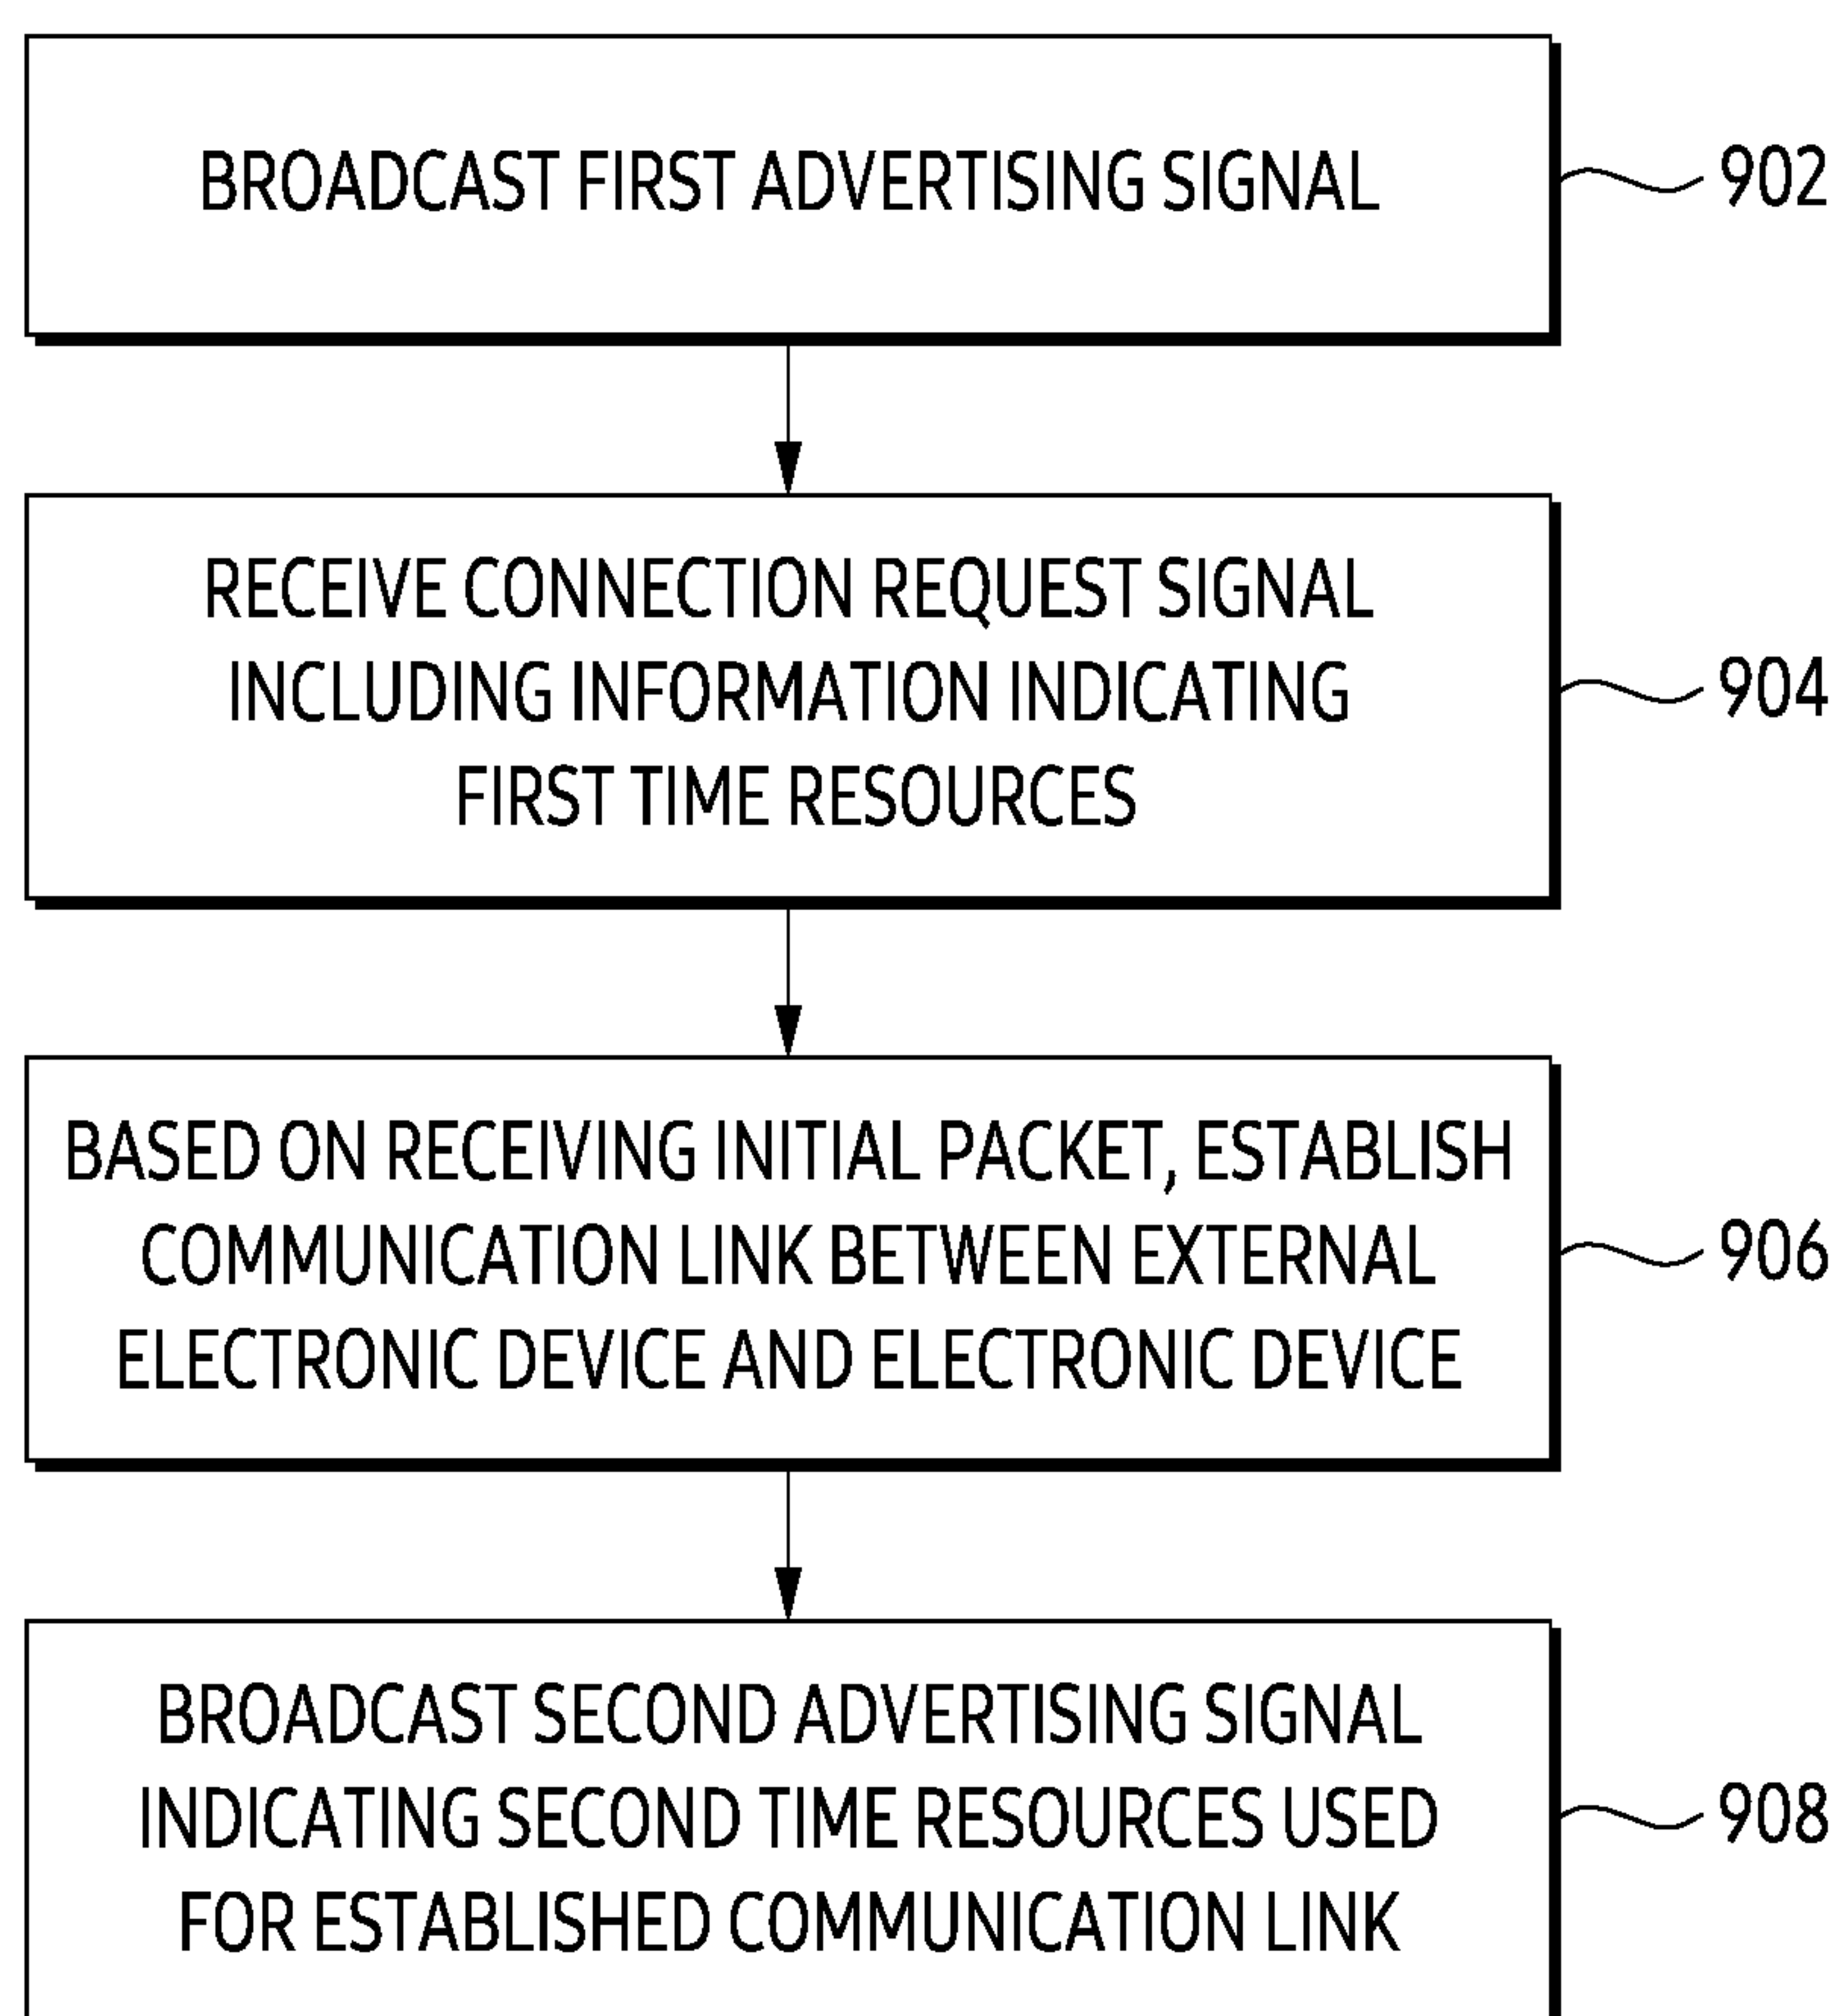 BROADCAST FIRST ADVERTISING SIGNAL
902
RECEIVE CONNECTION REQUEST SIGNAL
INCLUDING INFORMATION INDICATING
FIRST TIME RESOURCES
904
BASED ON RECEIVING INITIAL PACKET, ESTABLISH
COMMUNICATION LINK BETWEEN EXTERNAL
ELECTRONIC DEVICE AND ELECTRONIC DEVICE
906
BROADCAST SECOND ADVERTISING SIGNAL
INDICATING SECOND TIME RESOURCES USED
FOR ESTABLISHED COMMUNICATION LINK
908